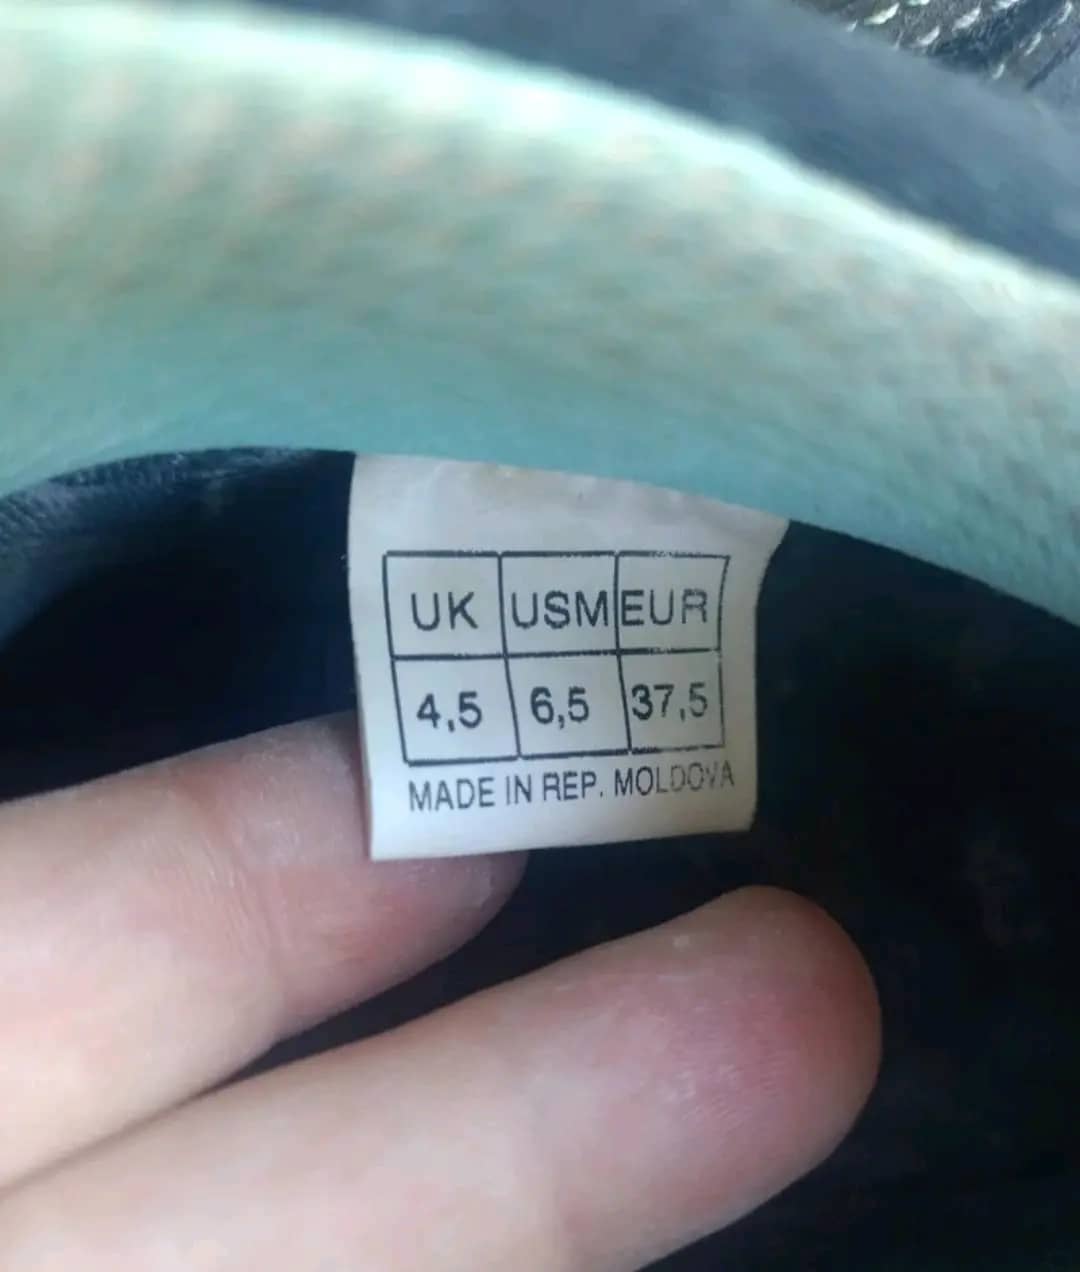 UK USM EUR
4,5 6,5 37,5
MADE IN REP. MOLDOVA